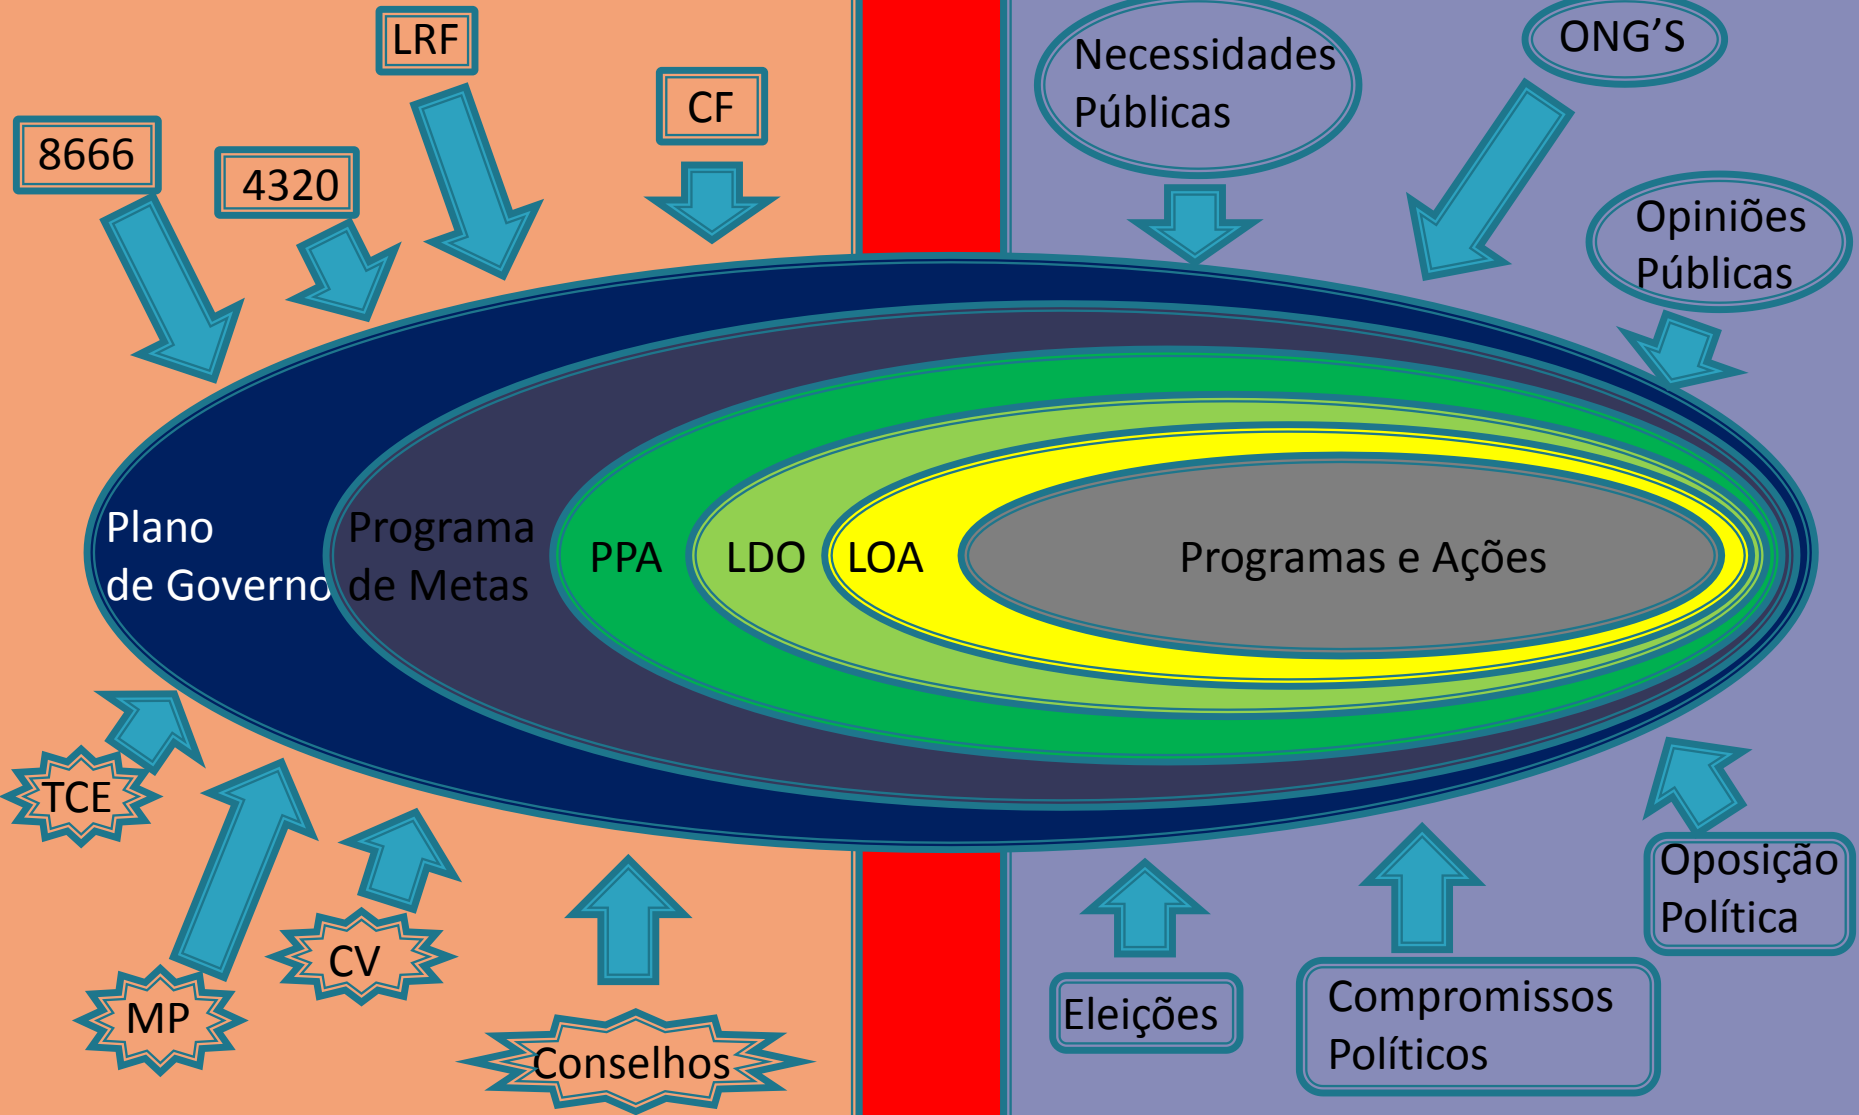 LRF
CF
8666
4320
Necessidades
Públicas
ONG’S
Opiniões
Públicas
Plano
de Governo
Programa
de Metas
PPA
LDO
LOA
Programas e Ações
TCE
MP
CV
Conselhos
Eleições
Compromissos
Políticos
Oposição
Política